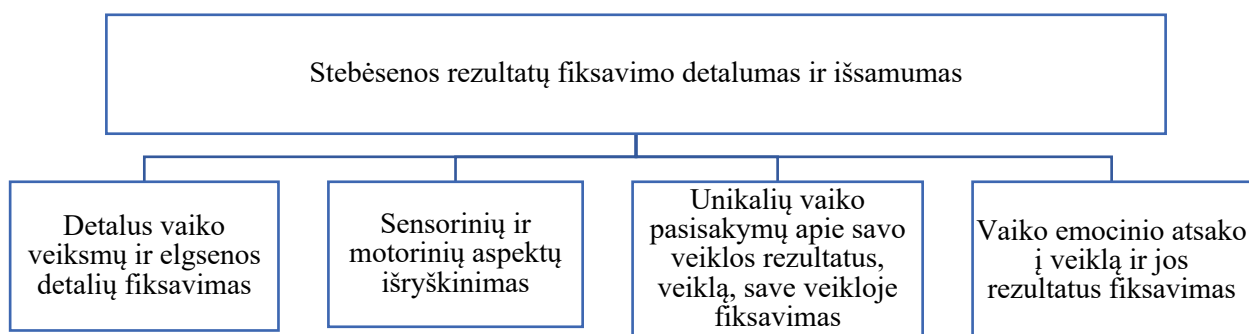 Stebėsenos rezultatų fiksavimo detalumas ir išsamumas
Detalus vaiko
veiksmų ir elgsenos
detalių fiksavimas
Sensorinių ir
motorinių aspektų
išryškinimas
Unikalių vaiko
pasisakymų apie savo
veiklos rezultatus,
veiklą, save veikloje
fiksavimas
Vaiko emocinio atsako
į veiklą ir jos
rezultatus fiksavimas